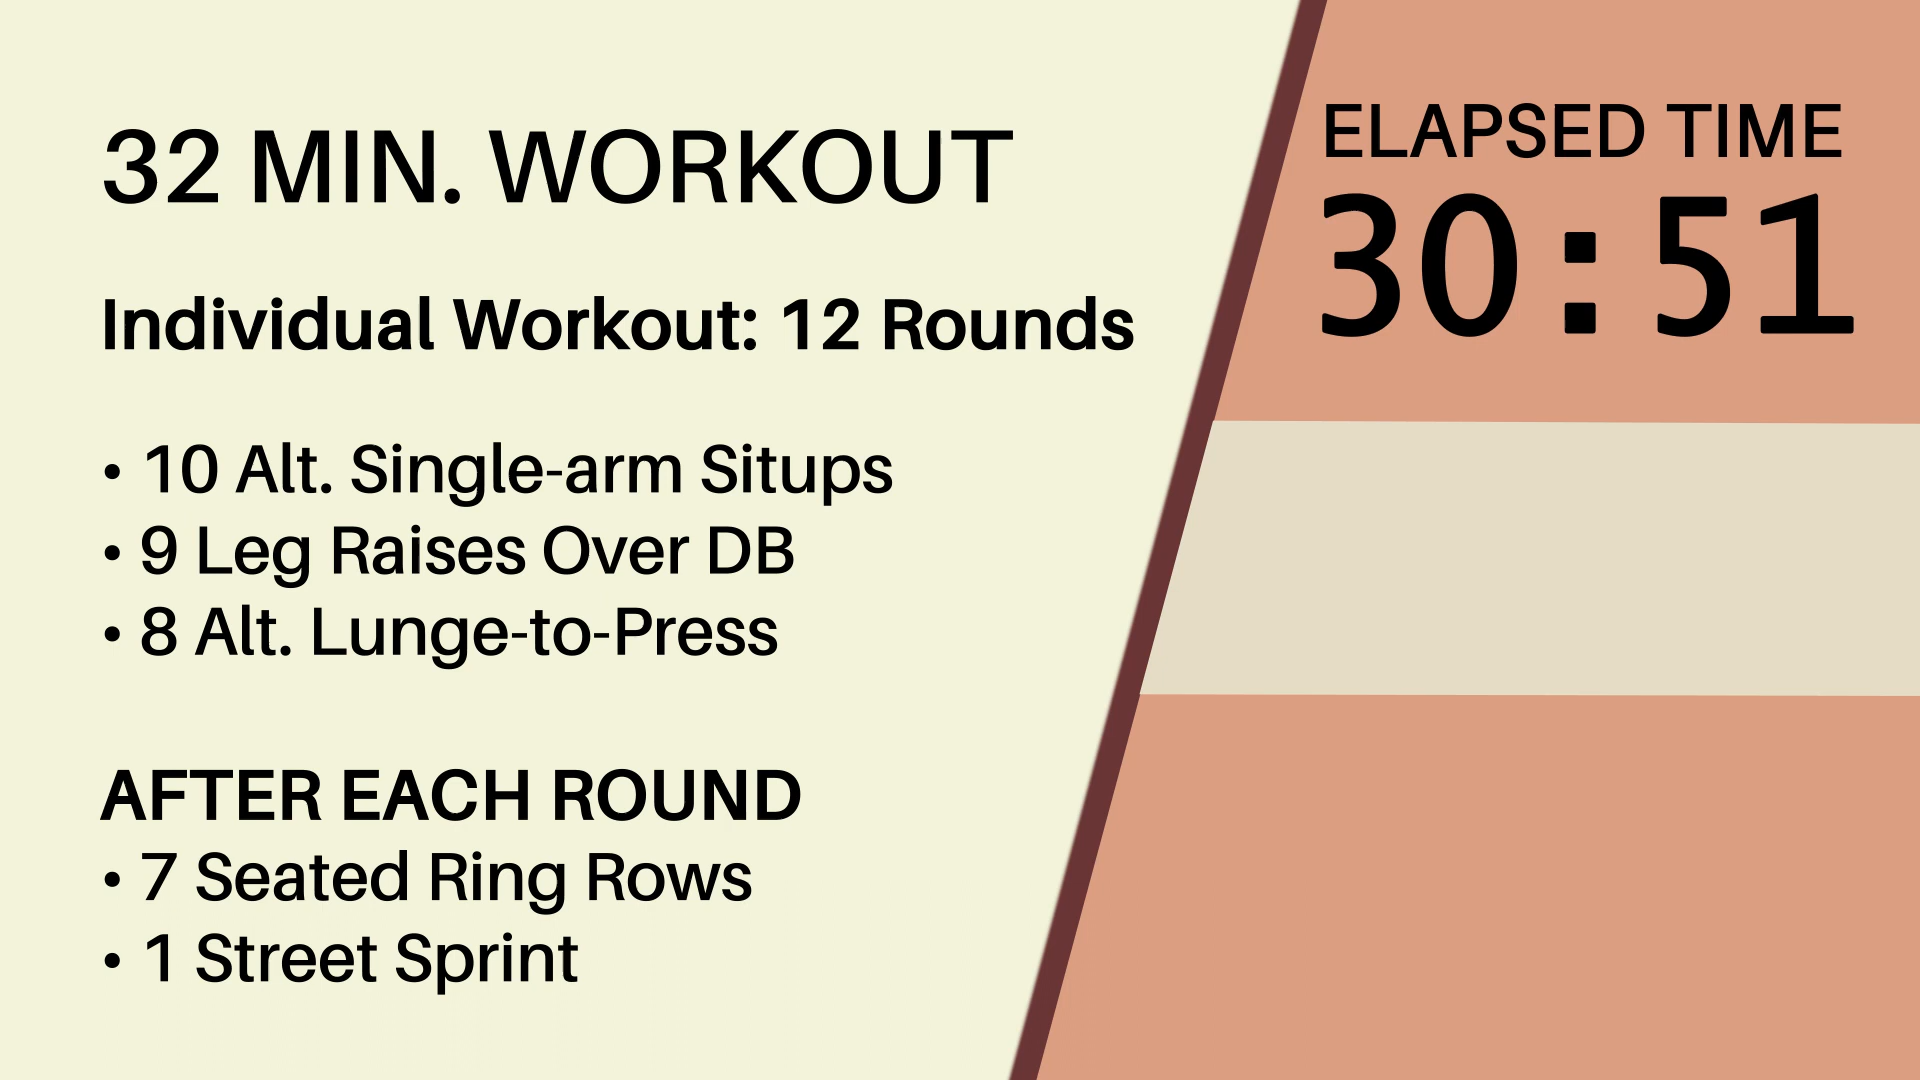 32 MIN. WORKOUT
Individual Workout: 12 Rounds
• 10 Alt. Single-arm Situps
• 9 Leg Raises Over DB
• 8 Alt. Lunge-to-Press
AFTER EACH ROUND
• 7 Seated Ring Rows
• 1 Street Sprint
ELAPSED TIME
30:51